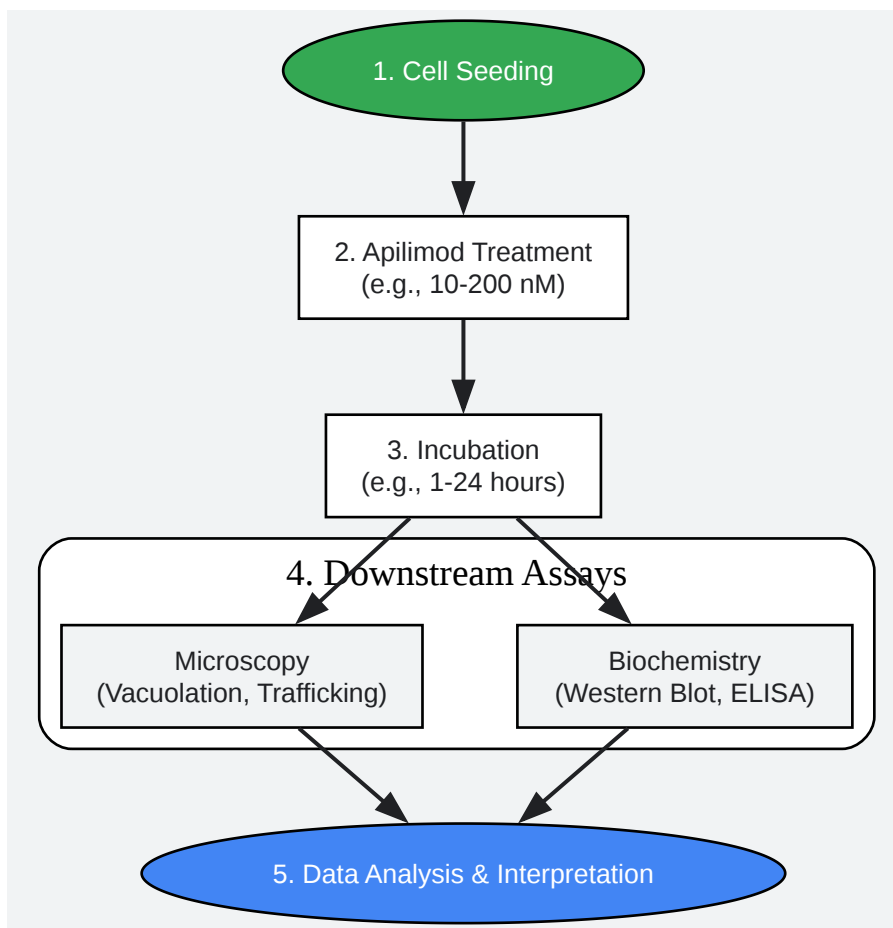 1. Cell Seeding
2. Apilimod Treatment
(e.g., 10-200 nM)
3. Incubation
(e.g., 1-24 hours)
4. Downstream Assays
Microscopy
(Vacuolation, Trafficking)
Biochemistry
(Western Blot, ELISA)
5. Data Analysis & Interpretation